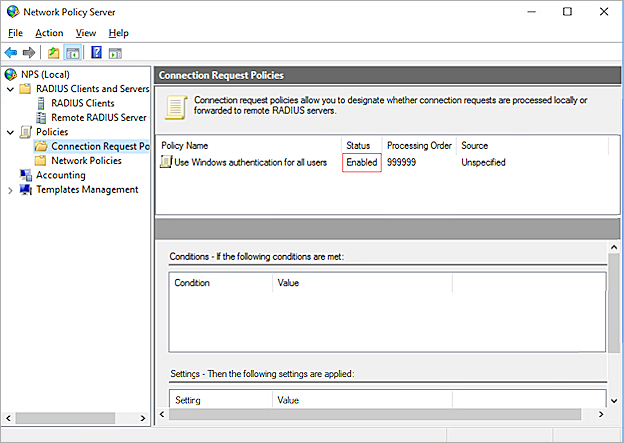 Network Policy Server
File Action View Help
NPS (Local)
RADIUS Clients and Servers
RADIUS Clients
Remote RADIUS Server
Policies
Connection Request Po
Network Policies
Accounting
Templates Management
Connection Request Policies
Connection request policies allow you to designate whether connection requests are processed locally or
forwarded to remote RADIUS servers.
Policy Name Status Processing Order Source
Use Windows authentication for all users Enabled 999999 Unspecified
Conditions - If the following conditions are met:
Condition Value
Settings - Then the following settings are applied:
Setting Value